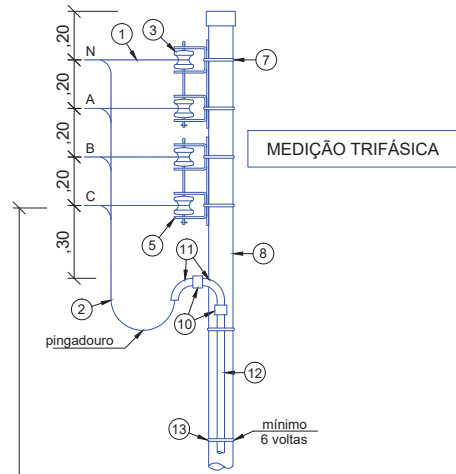 ,20
N
1
3
7
,20
A
,20
B
MEDIÇÃO TRIFÁSICA
,20
C
5
8
,30
11
2
10
pingadouro
12
13
mínimo
6 voltas